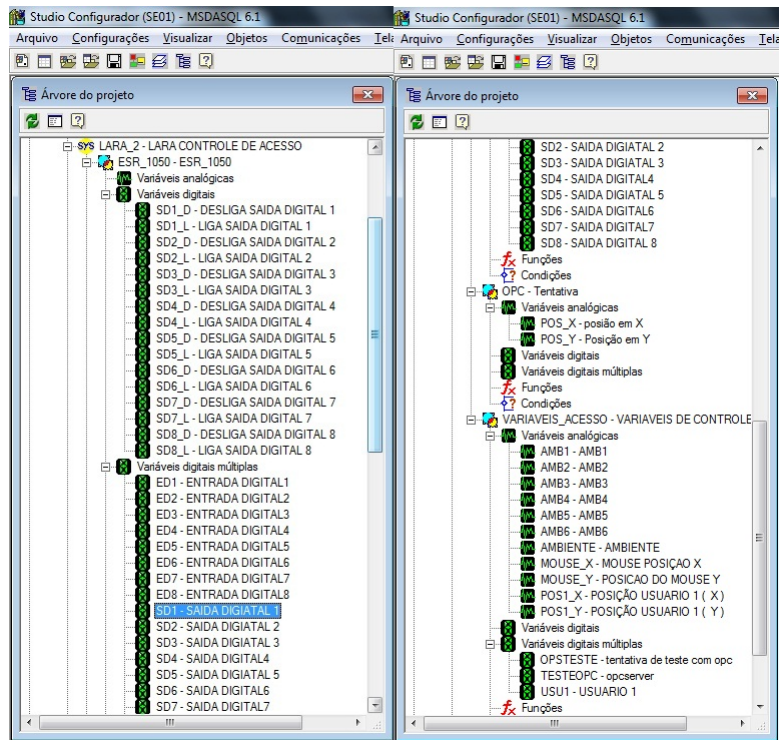 Studio Configurador (SE01) - MSDASQL 6.1
Arquivo Configurações Visualizar Objetos Comunicações Tela
Árvore do projeto
SYS LARA_2 - LARA CONTROLE DE ACESSO
ESR_1050 - ESR_1050
Variáveis analógicas
Variáveis digitais
SD1_D - DESLIGA SAIDA DIGITAL 1
SD1_L - LIGA SAIDA DIGITAL 1
SD2_D - DESLIGA SAIDA DIGITAL 2
SD2_L - LIGA SAIDA DIGITAL 2
SD3_D - DESLIGA SAIDA DIGITAL 3
SD3_L - LIGA SAIDA DIGITAL 3
SD4_D - DESLIGA SAIDA DIGITAL 4
SD4_L - LIGA SAIDA DIGITAL 4
SD5_D - DESLIGA SAIDA DIGITAL 5
SD5_L - LIGA SAIDA DIGITAL 5
SD6_D - DESLIGA SAIDA DIGITAL 6
SD6_L - LIGA SAIDA DIGITAL 6
SD7_D - DESLIGA SAIDA DIGITAL 7
SD7_L - LIGA SAIDA DIGITAL 7
SD8_D - DESLIGA SAIDA DIGITAL 8
SD8_L - LIGA SAIDA DIGITAL 8
Variáveis digitais múltiplas
ED1 - ENTRADA DIGITAL1
ED2 - ENTRADA DIGITAL2
ED3 - ENTRADA DIGITAL3
ED4 - ENTRADA DIGITAL4
ED5 - ENTRADA DIGITAL5
ED6 - ENTRADA DIGITAL6
ED7 - ENTRADA DIGITAL7
ED8 - ENTRADA DIGITAL8
SD1 - SAIDA DIGIATAL 1
SD2 - SAIDA DIGIATAL 2
SD3 - SAIDA DIGIATAL 3
SD4 - SAIDA DIGITAL4
SD5 - SAIDA DIGIATAL 5
SD6 - SAIDA DIGITAL6
SD7 - SAIDA DIGITAL7
Studio Configurador (SE01) - MSDASQL 6.1
Arquivo Configurações Visualizar Objetos Comunicações Tela
Árvore do projeto
SD2 - SAIDA DIGIATAL 2
SD3 - SAIDA DIGIATAL 3
SD4 - SAIDA DIGITAL4
SD5 - SAIDA DIGIATAL 5
SD6 - SAIDA DIGITAL6
SD7 - SAIDA DIGITAL7
SD8 - SAIDA DIGITAL 8
Funções
Condições
OPC - Tentativa
Variáveis analógicas
POS_X - posião em X
POS_Y - Posição em Y
Variáveis digitais
Variáveis digitais múltiplas
Funções
Condições
VARIAVEIS_ACESSO - VARIAVEIS DE CONTROLE
Variáveis analógicas
AMB1 - AMB1
AMB2 - AMB2
AMB3 - AMB3
AMB4 - AMB4
AMB5 - AMB5
AMB6 - AMB6
AMBIENTE - AMBIENTE
MOUSE_X - MOUSE POSIÇAO X
MOUSE_Y - POSICAO DO MOUSE Y
POS1_X - POSIÇÃO USUARIO 1 ( X )
POS1_Y - POSIÇÃO USUARIO 1 ( Y )
Variáveis digitais
Variáveis digitais múltiplas
OPSTESTE - tentativa de teste com opc
TESTEOPC - opcserver
USU1 - USUARIO 1
Funções